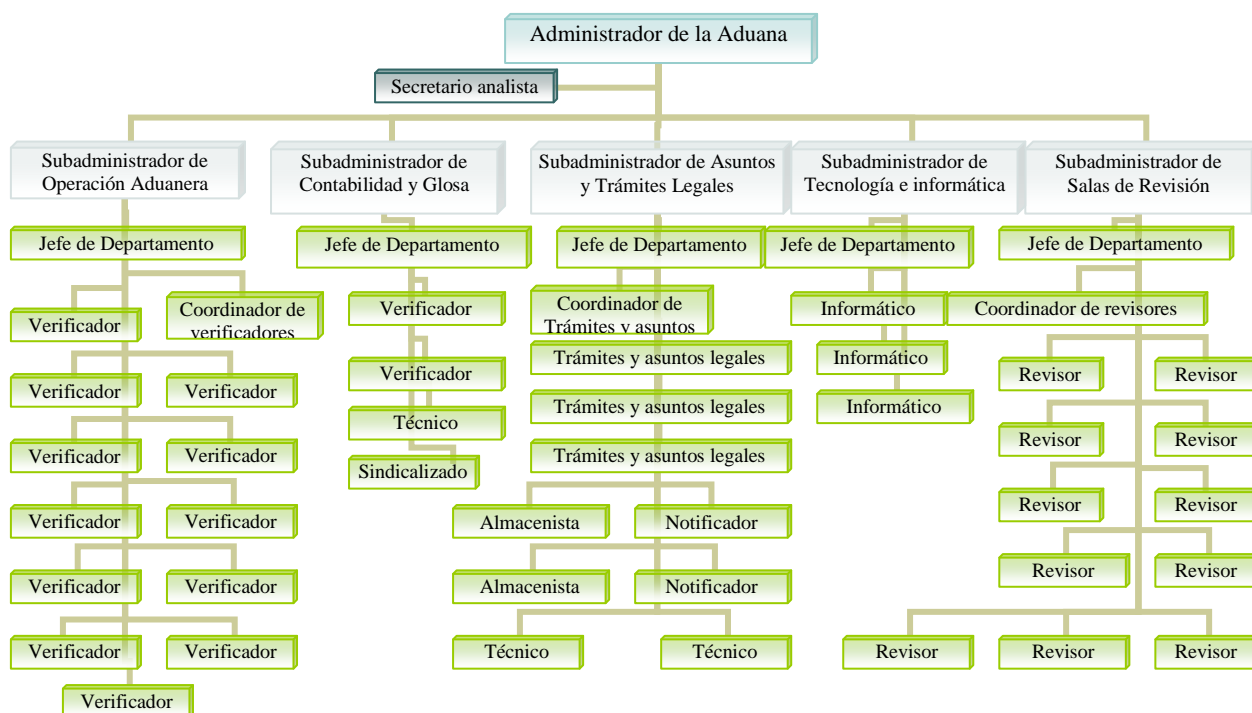 Administrador de la Aduana
Secretario analista
Subadministrador de
Operación Aduanera
Subadministrador de
Contabilidad y Glosa
Subadministrador de Asuntos
y Trámites Legales
Subadministrador de
Tecnología e informática
Subadministrador de
Salas de Revisión
Jefe de Departamento
Jefe de Departamento
Jefe de Departamento
Jefe de Departamento
Jefe de Departamento
Verificador
Coordinador de
verificadores
Verificador
Coordinador de
Trámites y asuntos
Informático
Coordinador de revisores
Verificador
Verificador
Verificador
Trámites y asuntos legales
Informático
Revisor
Revisor
Técnico
Trámites y asuntos legales
Informático
Verificador
Verificador
Sindicalizado
Trámites y asuntos legales
Revisor
Revisor
Verificador
Verificador
Almacenista
Notificador
Revisor
Revisor
Verificador
Verificador
Almacenista
Notificador
Revisor
Revisor
Verificador
Verificador
Técnico
Técnico
Revisor
Revisor
Revisor
Verificador